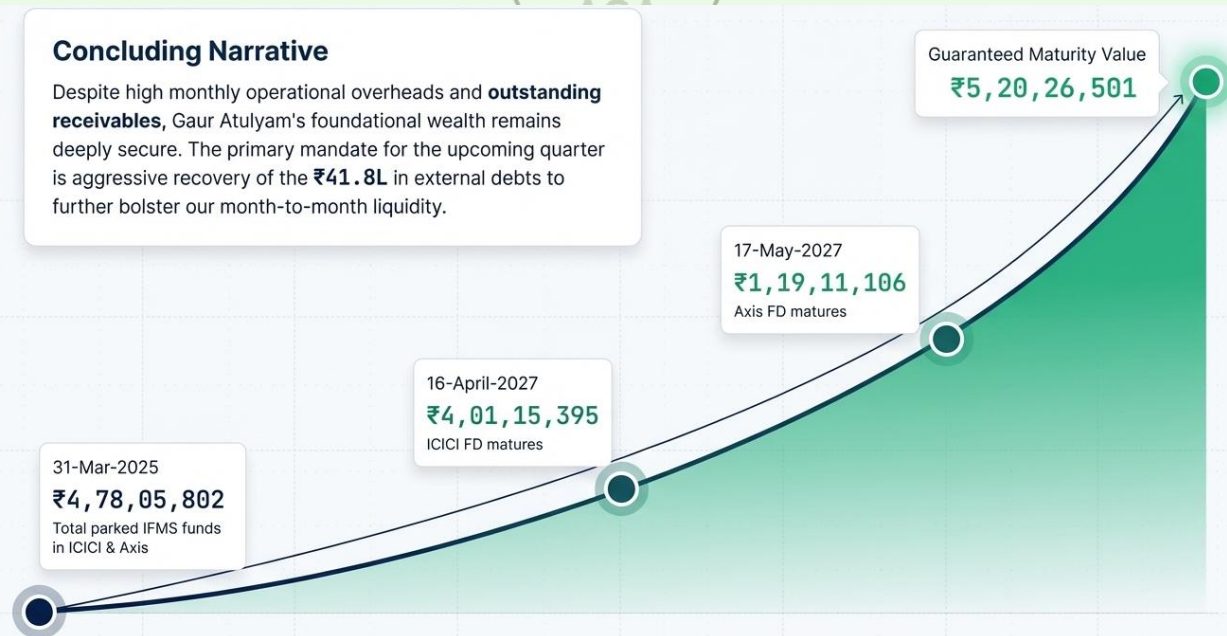 Concluding Narrative
Despite high monthly operational overheads and outstanding
receivables, Gaur Atulyam's foundational wealth remains
deeply secure. The primary mandate for the upcoming quarter
is aggressive recovery of the ₹41.8L in external debts to
further bolster our month-to-month liquidity.
Guaranteed Maturity Value
₹5,20,26,501
17-May-2027
₹1,19,11,106
Axis FD matures
16-April-2027
₹4,01,15,395
ICICI FD matures
31-Mar-2025
₹4,78,05,802
Total parked IFMS funds
in ICICI & Axis